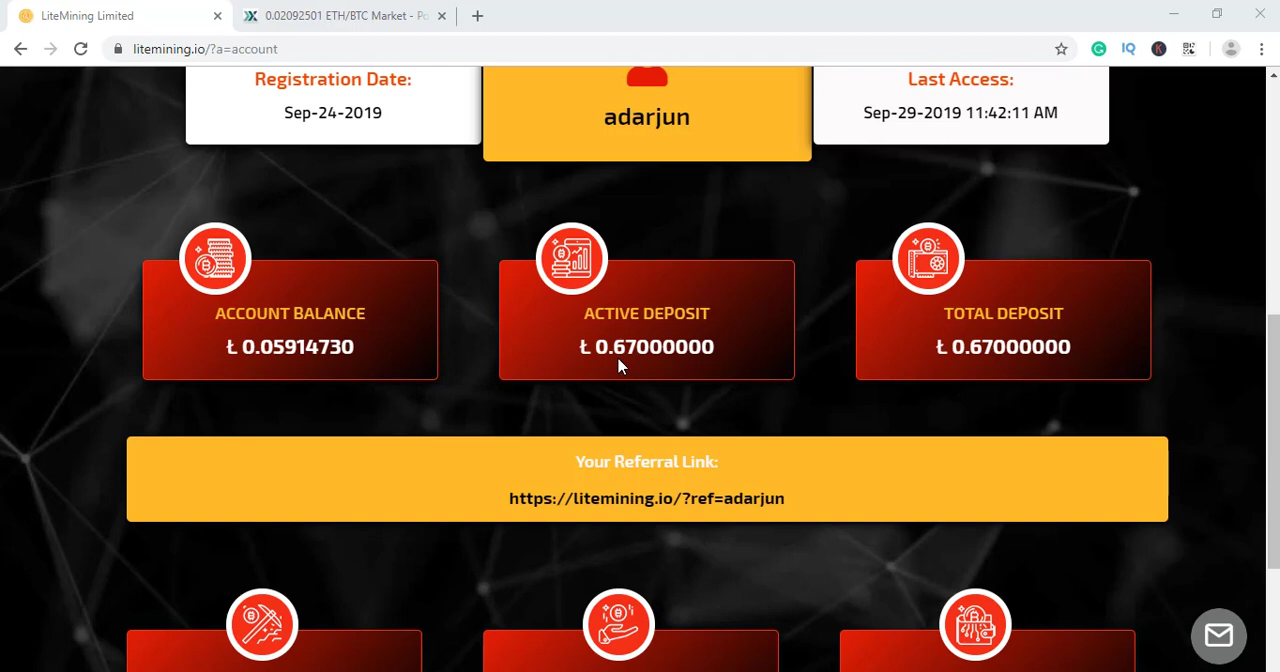 LiteMining Limited
0.02092501 ETH/BTC Market - Po
litemining.io/?a=account
Registration Date:
Sep-24-2019
adarjun
Last Access:
Sep-29-2019 11:42:11 AM
ACCOUNT BALANCE
Ł 0.05914730
ACTIVE DEPOSIT
Ł 0.67000000
TOTAL DEPOSIT
Ł 0.67000000
Your Referral Link:
https://litemining.io/?ref=adarjun